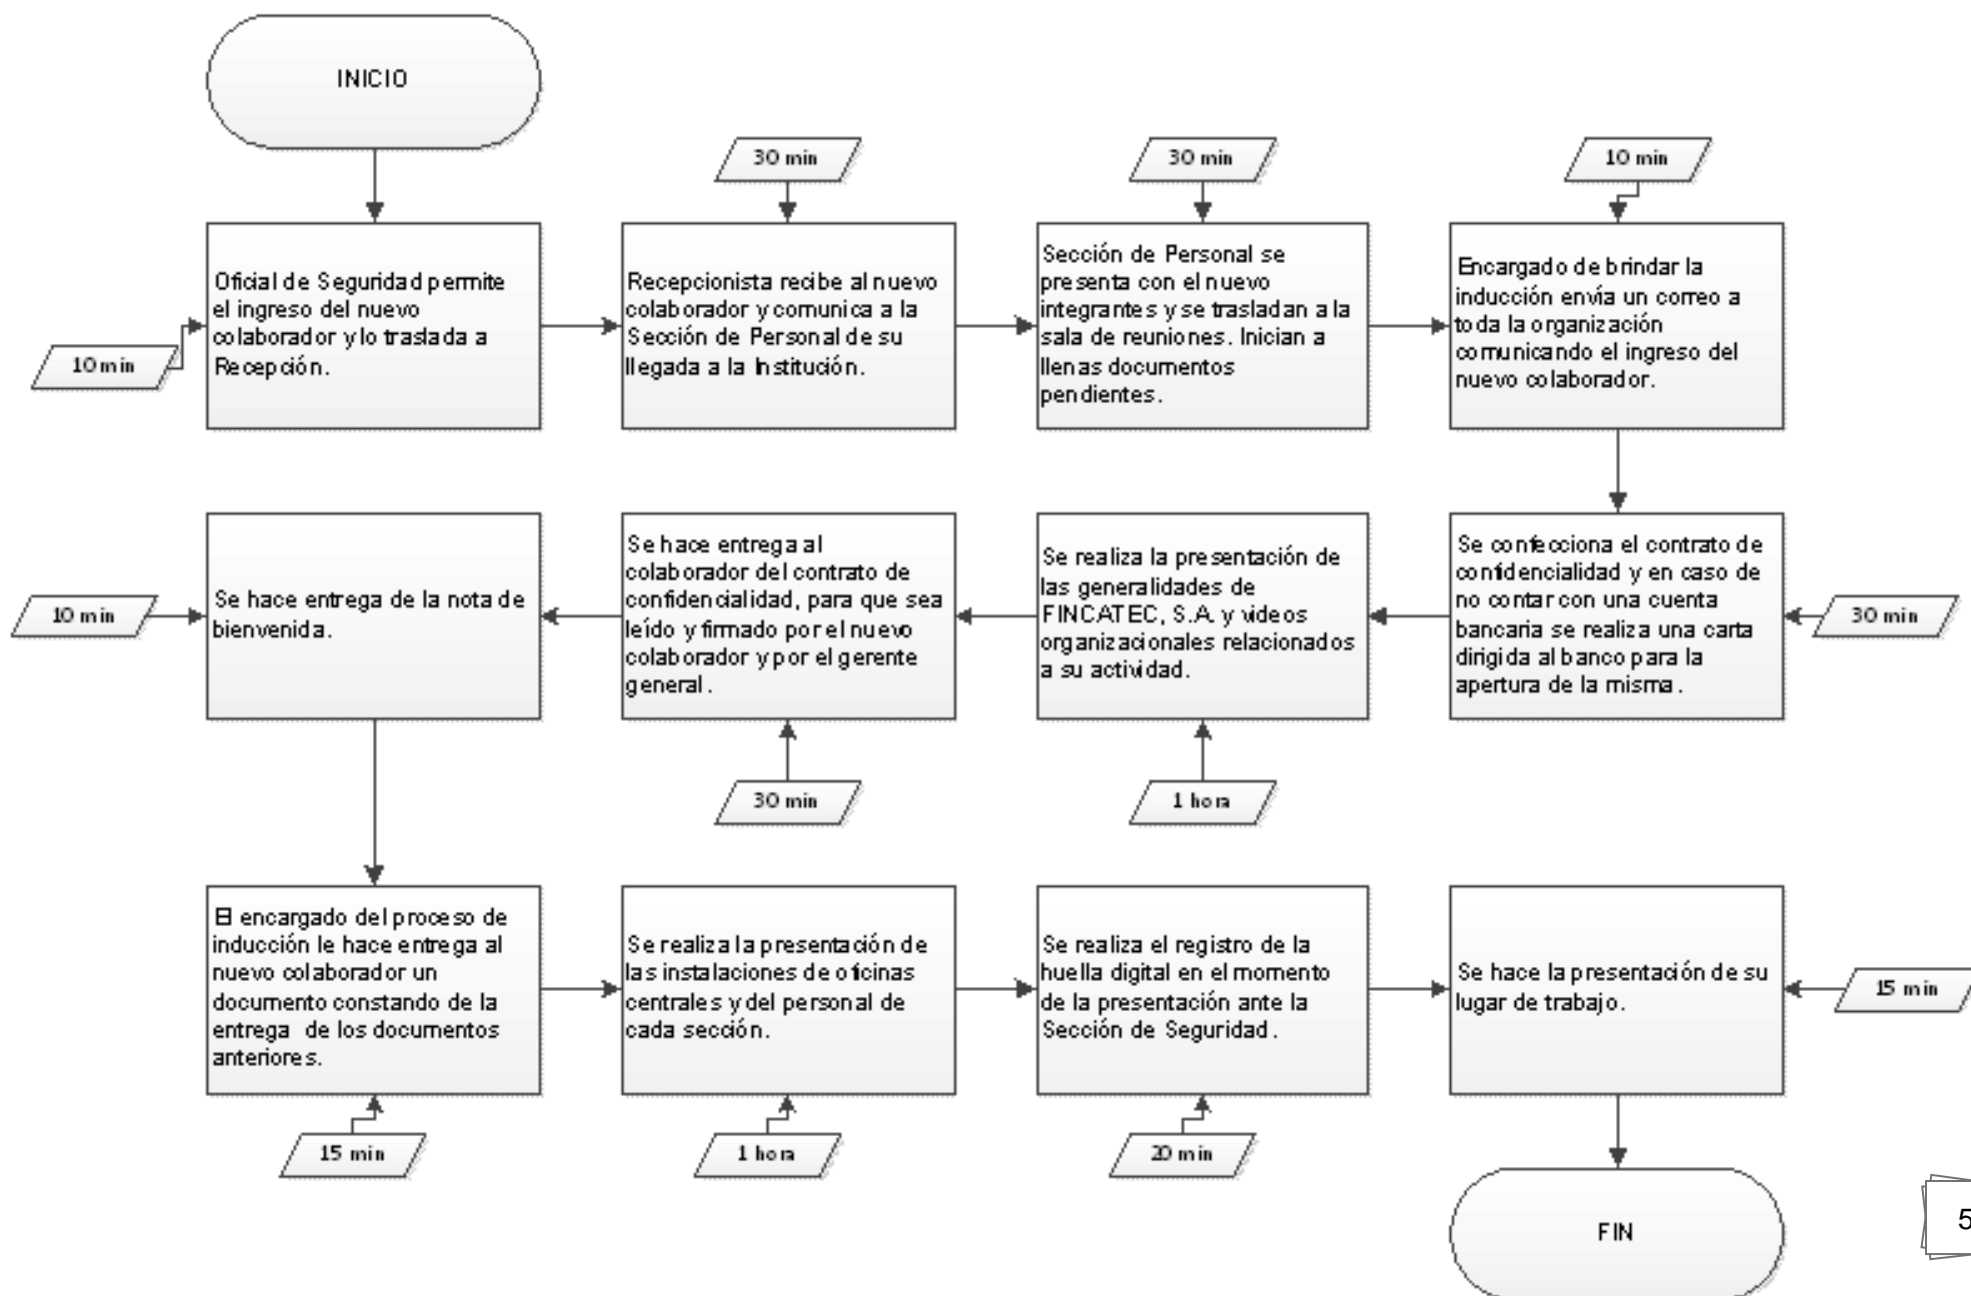 INICIO
30 min
30 min
10 min
10 min
Oficial de Seguridad permite
el ingreso del nuevo
colaborador y lo traslada a
Recepción.
Recepcionista recibe al nuevo
colaborador y comunica a la
Sección de Personal de su
llegada a la Institución.
Sección de Personal se
presenta con el nuevo
integrantes y se trasladan a la
sala de reuniones. Inician a
llenas documentos
pendientes.
Encargado de brindar la
inducción envía un correo a
toda la organización
comunicando el ingreso del
nuevo colaborador.
10 min
Se hace entrega de la nota de
bienvenida.
Se hace entrega al
colaborador del contrato de
confidencialidad, para que sea
leído y firmado por el nuevo
colaborador y por el gerente
general.
Se realiza la presentación de
las generalidades de
FINCATEC, S.A. y videos
organizacionales relacionados
a su actividad.
Se confecciona el contrato de
confidencialidad y en caso de
no contar con una cuenta
bancaria se realiza una carta
dirigida al banco para la
apertura de la misma.
30 min
30 min
1 hora
El encargado del proceso de
inducción le hace entrega al
nuevo colaborador un
documento constando de la
entrega de los documentos
anteriores.
Se realiza la presentación de
las instalaciones de oficinas
centrales y del personal de
cada sección.
Se realiza el registro de la
huella digital en el momento
de la presentación ante la
Sección de Seguridad.
Se hace la presentación de su
lugar de trabajo.
15 min
15 min
1 hora
20 min
FIN
5